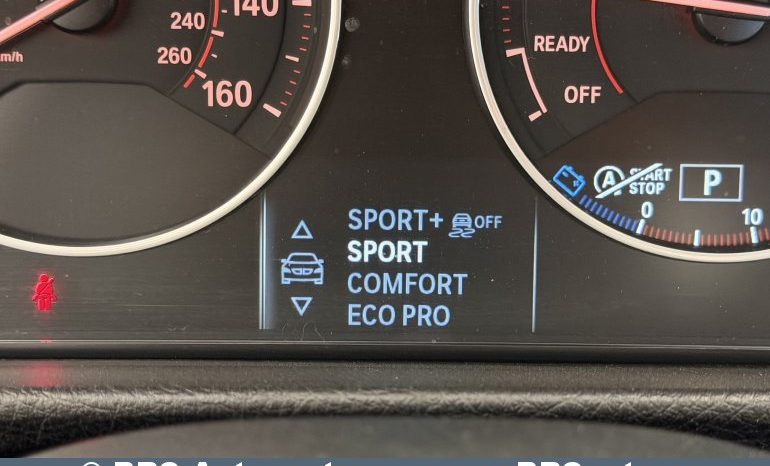 140
240
260
160
m/h
READY
OFF
A START
STOP
P
0
10
SPORT+ OFF
SPORT
COMFORT
ECO PRO